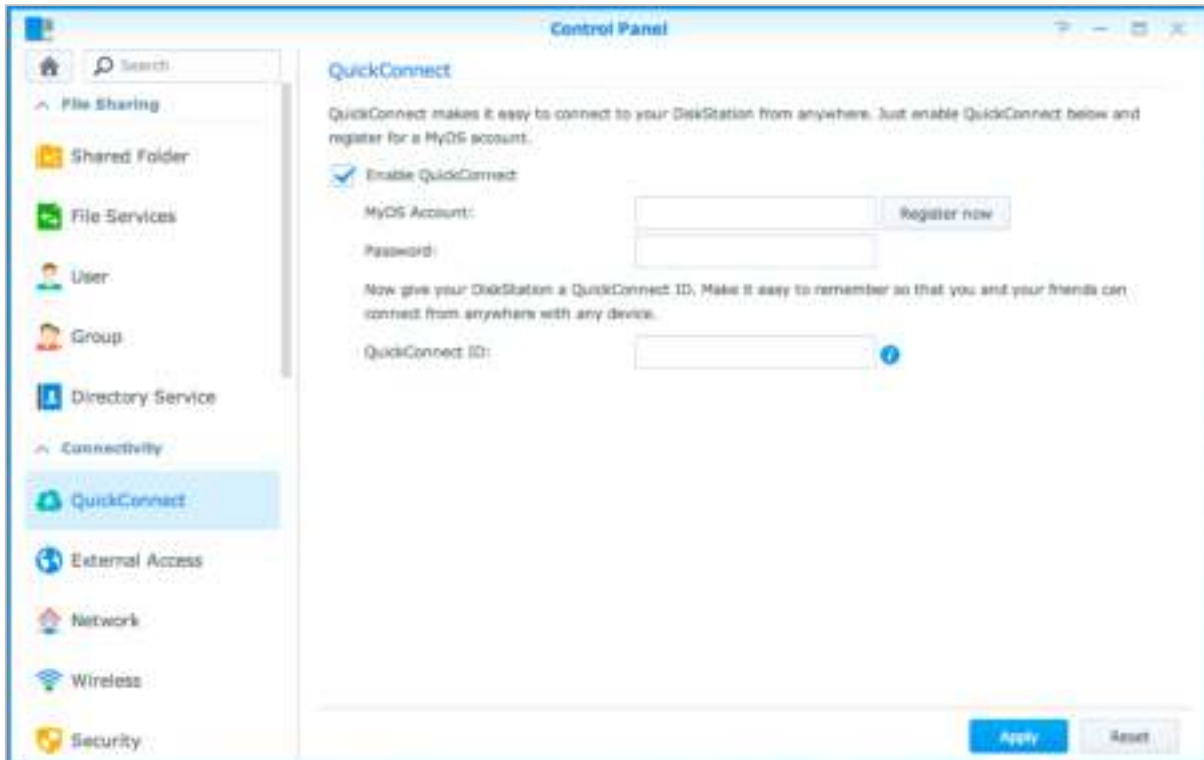 Control Panel
Search
File Sharing
Shared Folder
File Services
User
Group
Directory Service
Connectivity
QuickConnect
External Access
Network
Wireless
Security
QuickConnect
QuickConnect makes it easy to connect to your DiskStation from anywhere. Just enable QuickConnect below and
register for a MyDS account.
Enable QuickConnect
MyDS Account:
Register now
Password:
Now give your DiskStation a QuickConnect ID. Make it easy to remember so that you and your friends can
connect from anywhere with any device.
QuickConnect ID:
Apply
Reset